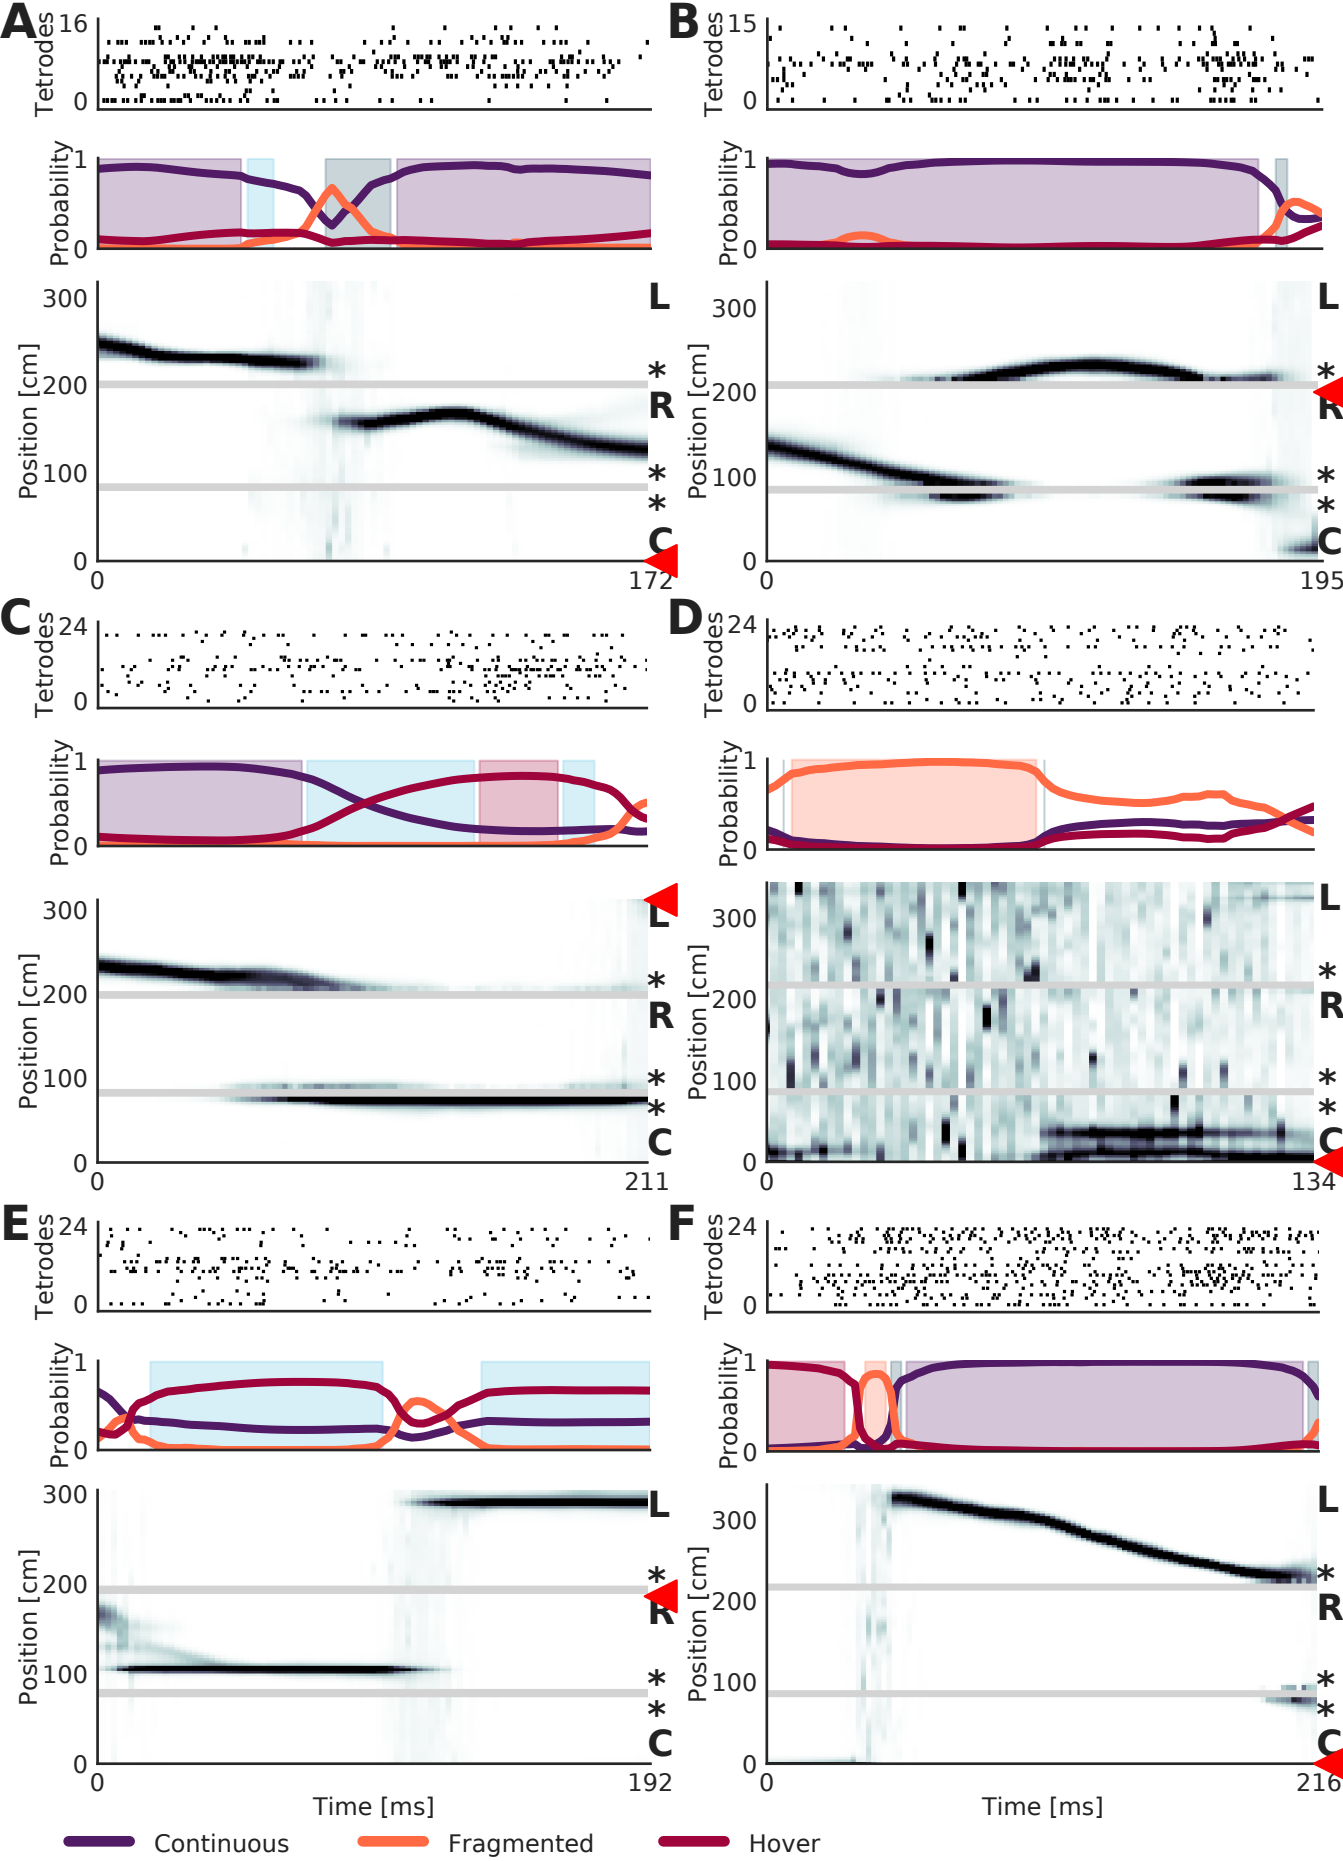 A
Tetrodes
16
0
Probability
1
0
Position [cm]
300
200
100
0
L
*
R
*
*
C
0
172
B
Tetrodes
15
0
Probability
1
0
Position [cm]
300
200
100
0
L
*
R
*
*
C
0
195
C
Tetrodes
24
0
Probability
1
0
Position [cm]
300
200
100
0
L
*
R
*
*
C
0
211
D
Tetrodes
24
0
Probability
1
0
Position [cm]
300
200
100
0
L
*
R
*
*
C
0
134
E
Tetrodes
24
0
Probability
1
0
Position [cm]
300
200
100
0
L
*
R
*
*
C
0
192
Time [ms]
F
Tetrodes
24
0
Probability
1
0
Position [cm]
300
200
100
0
L
*
R
*
*
C
0
216
Time [ms]
Continuous
Fragmented
Hover